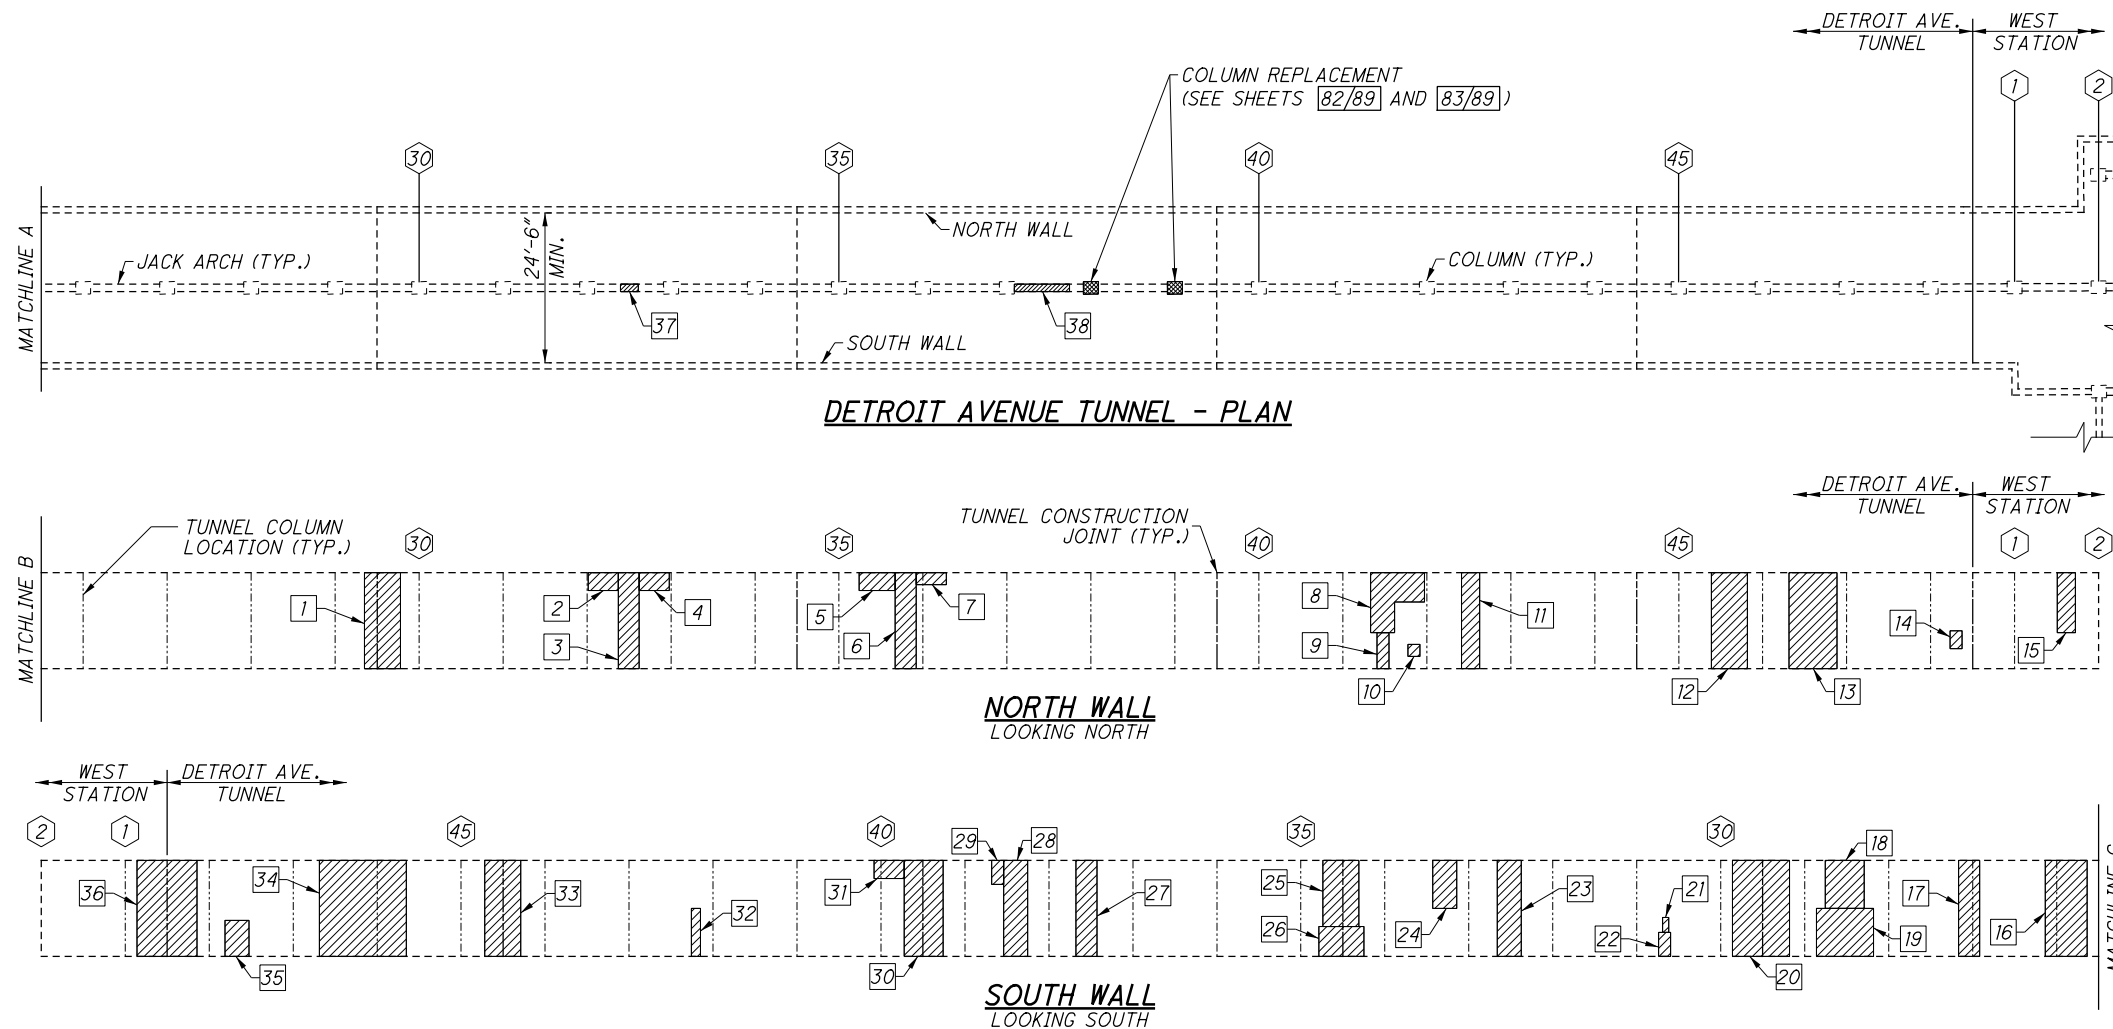 DETROIT AVE. TUNNEL
WEST STATION
COLUMN REPLACEMENT
(SEE SHEETS 82/89 AND 83/89)
1 2
30 35 40 45
MATCHLINE A
24'-6" MIN.
NORTH WALL
JACK ARCH (TYP.)
COLUMN (TYP.)
37
38
SOUTH WALL
DETROIT AVENUE TUNNEL - PLAN
DETROIT AVE. TUNNEL
WEST STATION
TUNNEL COLUMN
LOCATION (TYP.)
TUNNEL CONSTRUCTION
JOINT (TYP.)
30 35 40 45 1 2
MATCHLINE B
1
2
3
4
5
6
7
8
9
10
11
12
13
14
15
NORTH WALL
LOOKING NORTH
WEST STATION
DETROIT AVE. TUNNEL
2 1 45 40 35 30
36
35
34
33
32
31
30
29
28
27
25
26
24
23
21
22
20
18
19
17
16
SOUTH WALL
LOOKING SOUTH